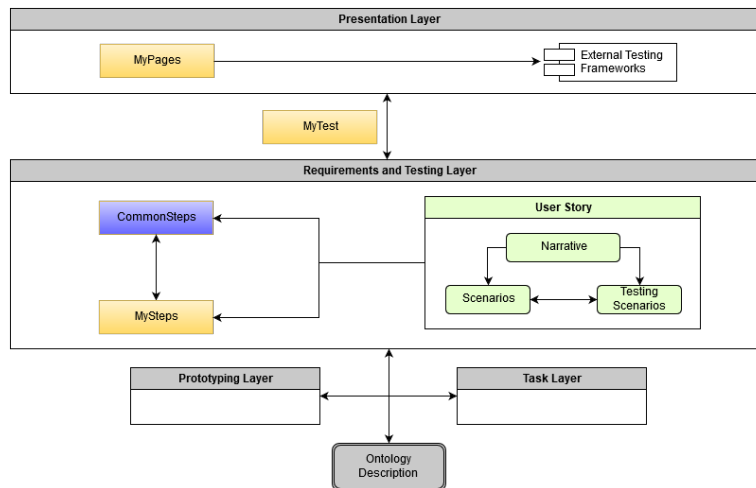 Presentation Layer
MyPages
External Testing
Frameworks
MyTest
Requirements and Testing Layer
CommonSteps
User Story
Narrative
Scenarios
Testing
Scenarios
MySteps
Prototyping Layer
Task Layer
Ontology
Description